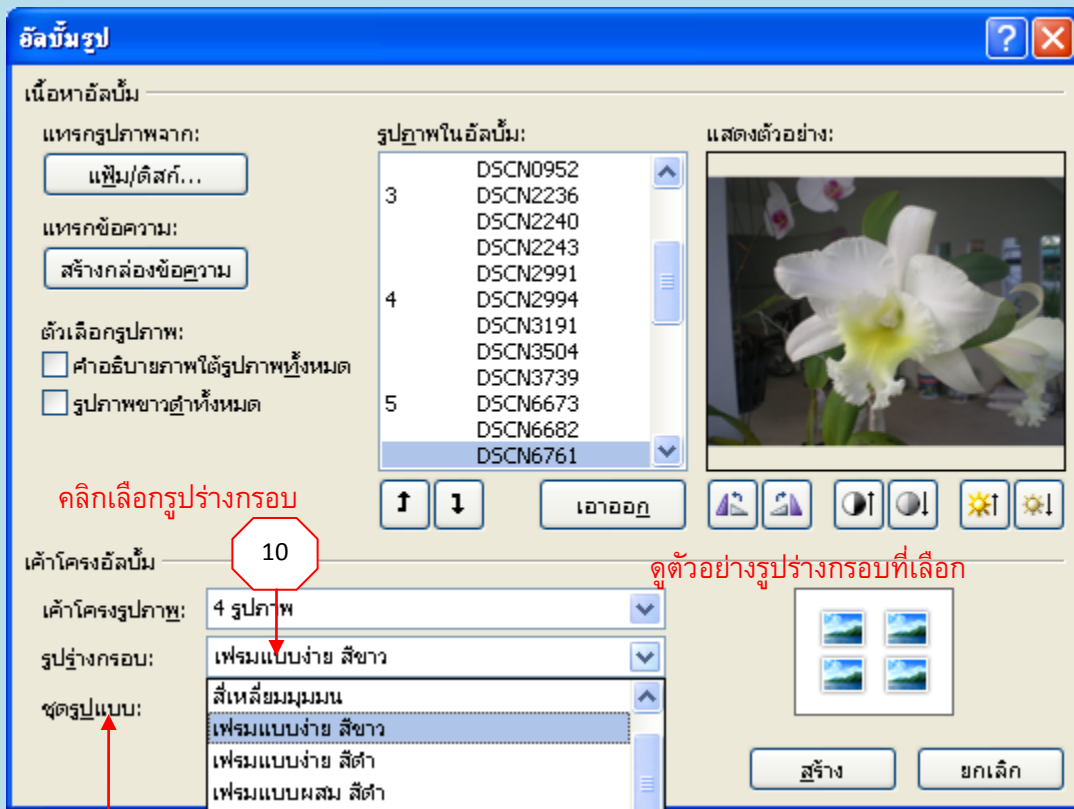 อัลบั้มรูป
เนื้อหาอัลบั้ม
แทรกรูปภาพจาก:
แฟ้ม/ดิสก์...
แทรกข้อความ:
สร้างกล่องข้อความ
ตัวเลือกรูปภาพ:
คำอธิบายภาพใต้รูปภาพทั้งหมด
รูปภาพขาวดำทั้งหมด
รูปภาพในอัลบั้ม:
DSCN0952
3 DSCN2236
DSCN2240
DSCN2243
DSCN2991
4 DSCN2994
DSCN3191
DSCN3504
DSCN3739
5 DSCN6673
DSCN6682
DSCN6761
เอาออก
แสดงตัวอย่าง:
คลิกเลือกรูปร่างกรอบ
10
ดูตัวอย่างรูปร่างกรอบที่เลือก
เค้าโครงอัลบั้ม
เค้าโครงรูปภาพ: 4 รูปภาพ
รูปร่างกรอบ: เฟรมแบบง่าย สีขาว
ชุดรูปแบบ:
สี่เหลี่ยมมุมมน
เฟรมแบบง่าย สีขาว
เฟรมแบบง่าย สีดำ
เฟรมแบบผสม สีดำ
สร้าง
ยกเลิก